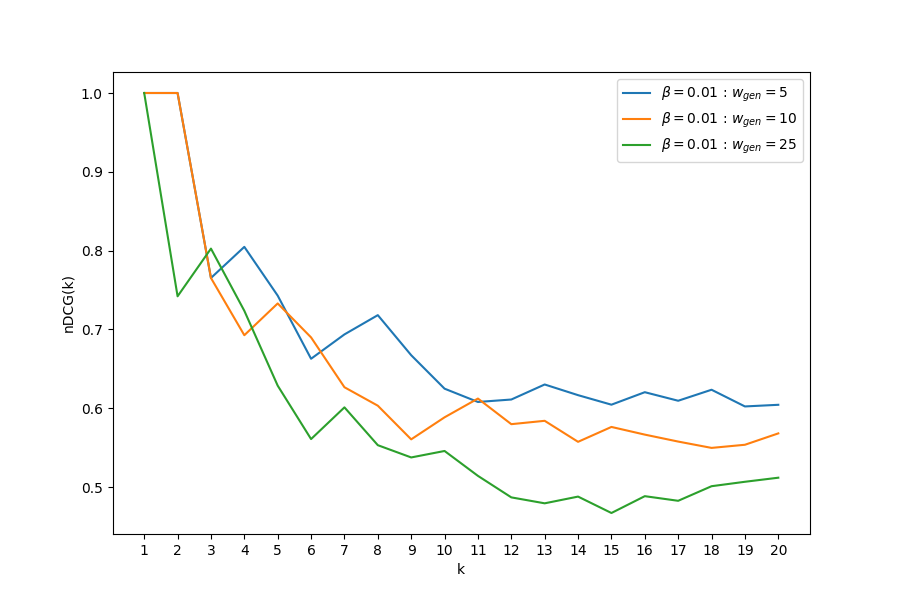 β = 0.01 : w_gen = 5
β = 0.01 : w_gen = 10
β = 0.01 : w_gen = 25
nDCG(k)
1.0
0.9
0.8
0.7
0.6
0.5
1 2 3 4 5 6 7 8 9 10 11 12 13 14 15 16 17 18 19 20
k